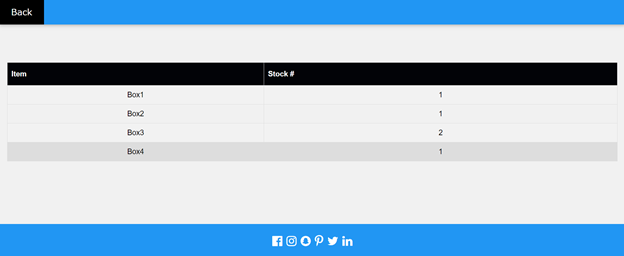 Back
Item Stock #
Box1 1
Box2 1
Box3 2
Box4 1